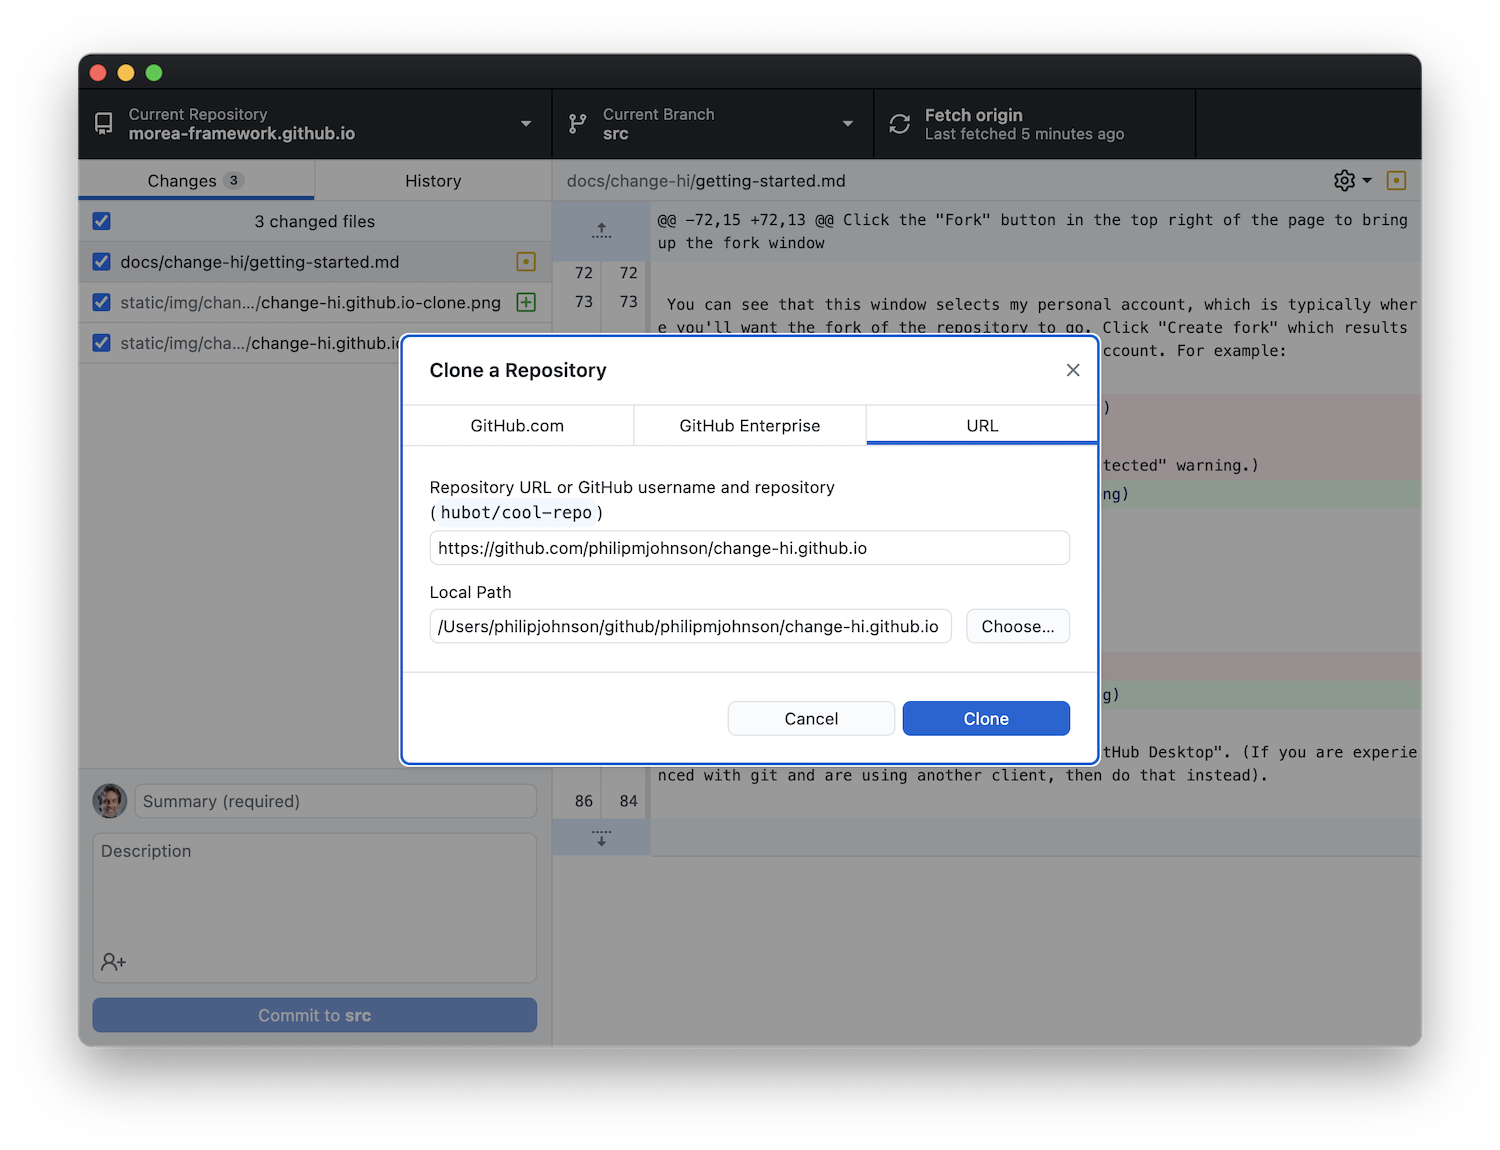 Current Repository
morea-framework.github.io
Current Branch
src
Fetch origin
Last fetched 5 minutes ago
Changes 3
History
docs/change-hi/getting-started.md
3 changed files
docs/change-hi/getting-started.md
static/img/chan.../change-hi.github.io-clone.png
static/img/cha.../change-hi.github.io
@@ -72,15 +72,13 @@ Click the "Fork" button in the top right of the page to bring
up the fork window
72 72
73 73
You can see that this window selects my personal account, which is typically wher
e you'll want the fork of the repository to go. Click "Create fork" which results
ccount. For example:
)
tected" warning.)
ng)
g)
tHub Desktop". (If you are experie
nced with git and are using another client, then do that instead).
86 84
Clone a Repository
GitHub.com
GitHub Enterprise
URL
Repository URL or GitHub username and repository
(hubot/cool-repo)
https://github.com/philipmjohnson/change-hi.github.io
Local Path
/Users/philipjohnson/github/philipmjohnson/change-hi.github.io
Choose...
Cancel
Clone
Summary (required)
Description
Commit to src